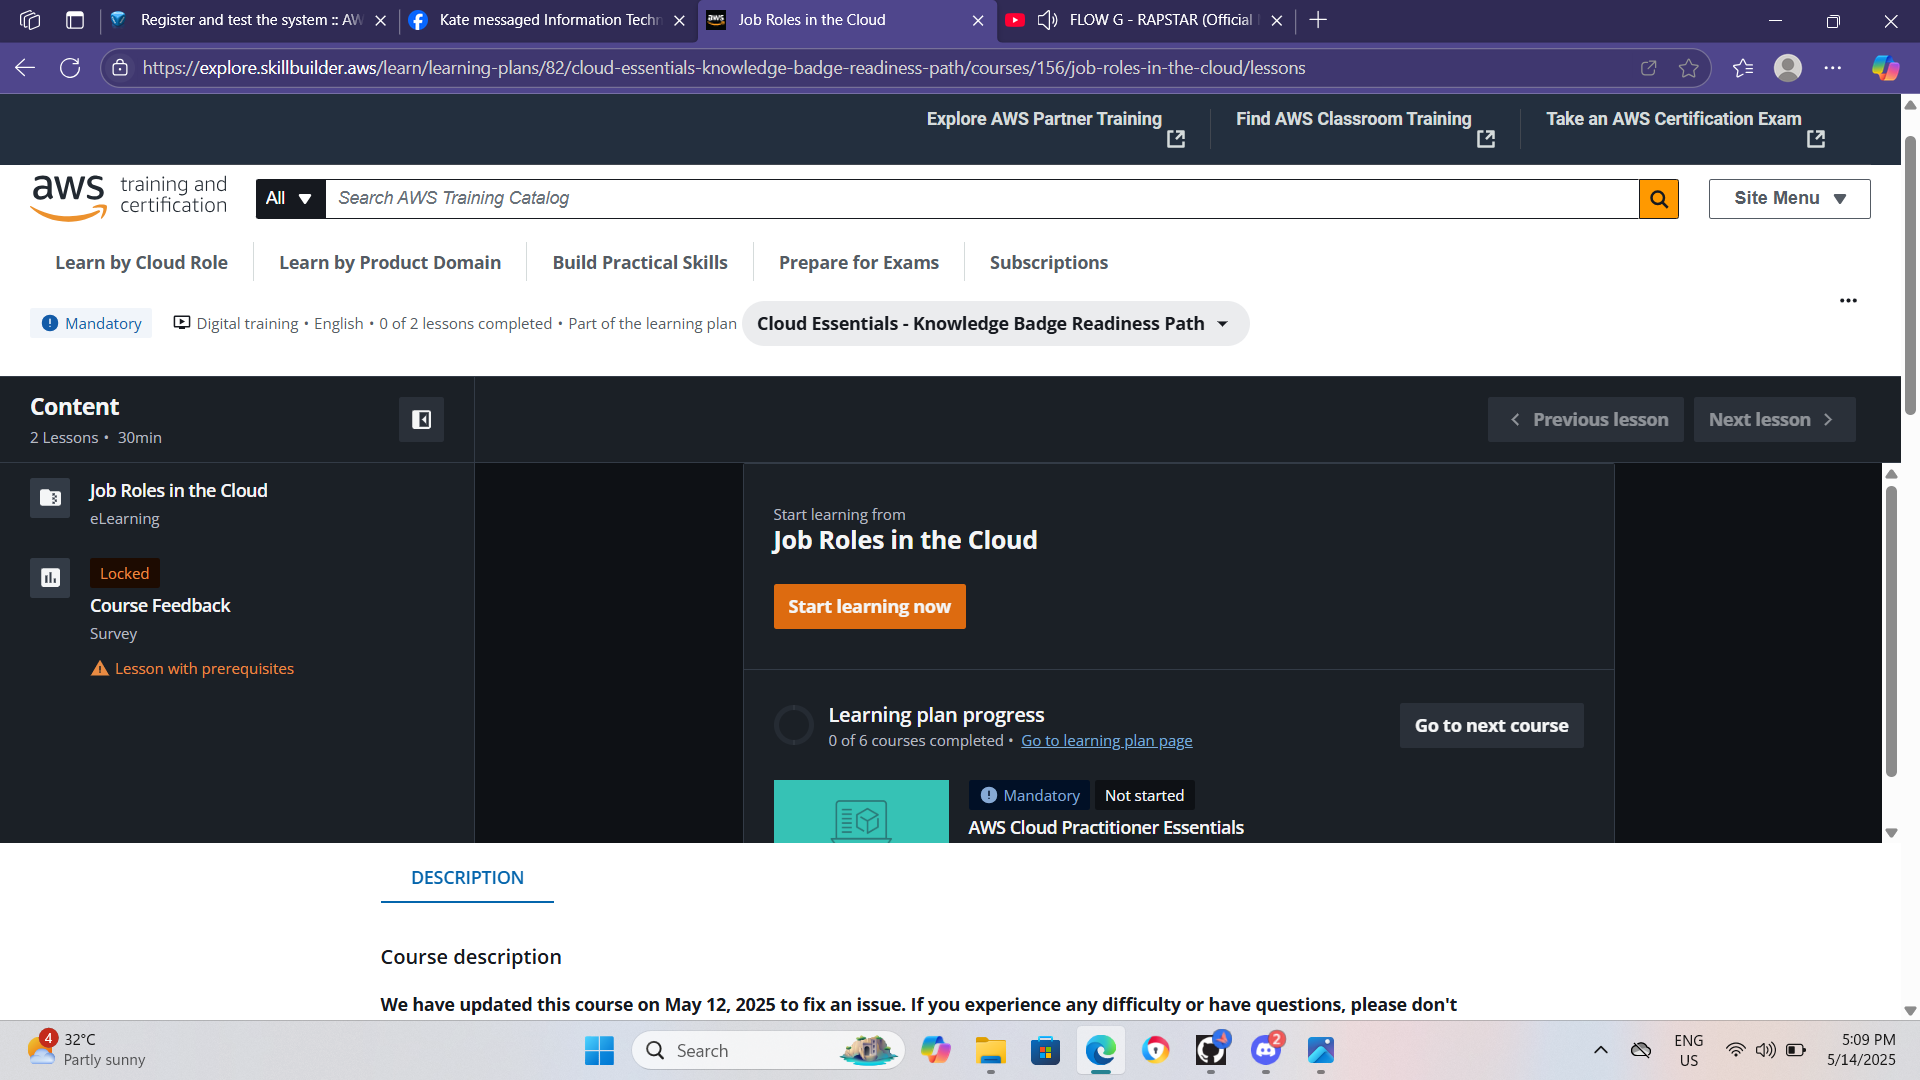 Register and test the system :: AW
Kate messaged Information Techn
Job Roles in the Cloud
FLOW G - RAPSTAR (Official
https://explore.skillbuilder.aws/learn/learning-plans/82/cloud-essentials-knowledge-badge-readiness-path/courses/156/job-roles-in-the-cloud/lessons
Explore AWS Partner Training
Find AWS Classroom Training
Take an AWS Certification Exam
aws training and certification
All
Search AWS Training Catalog
Site Menu
Learn by Cloud Role
Learn by Product Domain
Build Practical Skills
Prepare for Exams
Subscriptions
Mandatory
Digital training • English • 0 of 2 lessons completed • Part of the learning plan
Cloud Essentials - Knowledge Badge Readiness Path
Content
2 Lessons • 30min
Previous lesson
Next lesson
Job Roles in the Cloud
eLearning
Locked
Course Feedback
Survey
Lesson with prerequisites
Start learning from
Job Roles in the Cloud
Start learning now
Learning plan progress
0 of 6 courses completed • Go to learning plan page
Go to next course
Mandatory
Not started
AWS Cloud Practitioner Essentials
DESCRIPTION
Course description
We have updated this course on May 12, 2025 to fix an issue. If you experience any difficulty or have questions, please don't
4
32°C
Partly sunny
Search
2
ENG
US
5:09 PM
5/14/2025